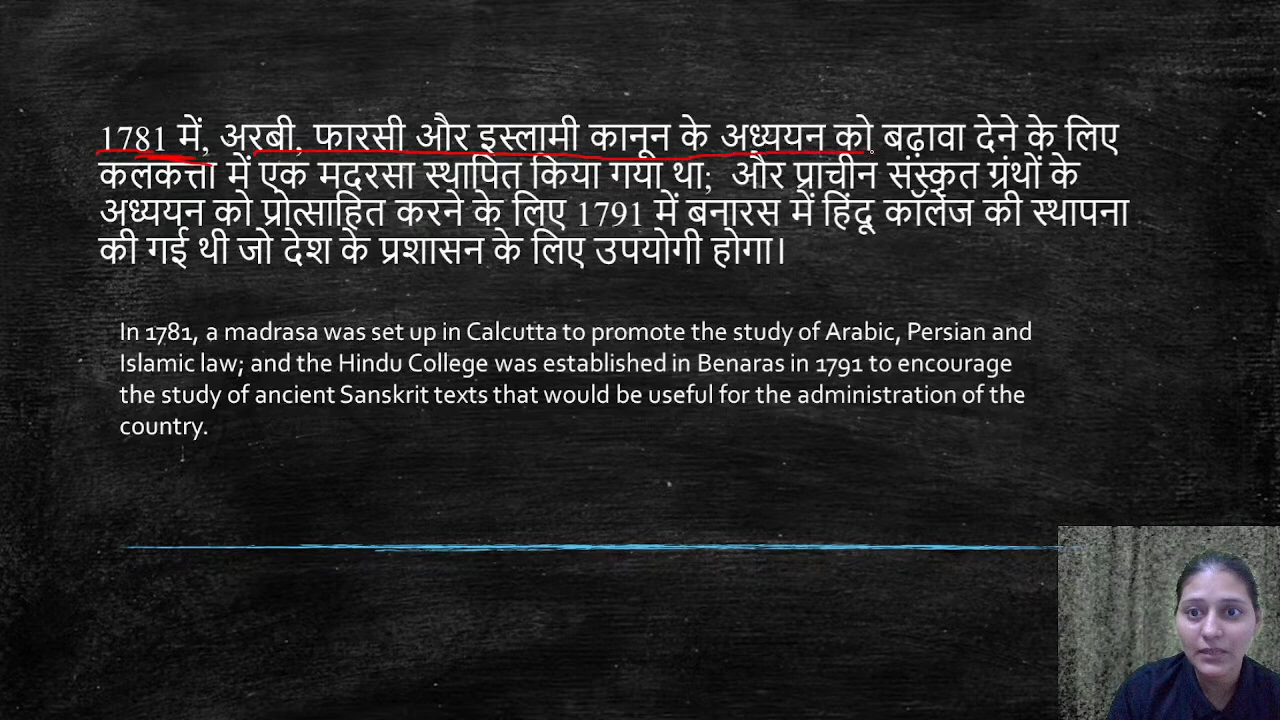 1781 में, अरबी, फारसी और इस्लामी कानून के अध्ययन को बढ़ावा देने के लिए
कलकत्ता में एक मदरसा स्थापित किया गया था; और प्राचीन संस्कृत ग्रंथों के
अध्ययन को प्रोत्साहित करने के लिए 1791 में बनारस में हिंदू कॉलेज की स्थापना
की गई थी जो देश के प्रशासन के लिए उपयोगी होगा।
In 1781, a madrasa was set up in Calcutta to promote the study of Arabic, Persian and
Islamic law; and the Hindu College was established in Benaras in 1791 to encourage
the study of ancient Sanskrit texts that would be useful for the administration of the
country.